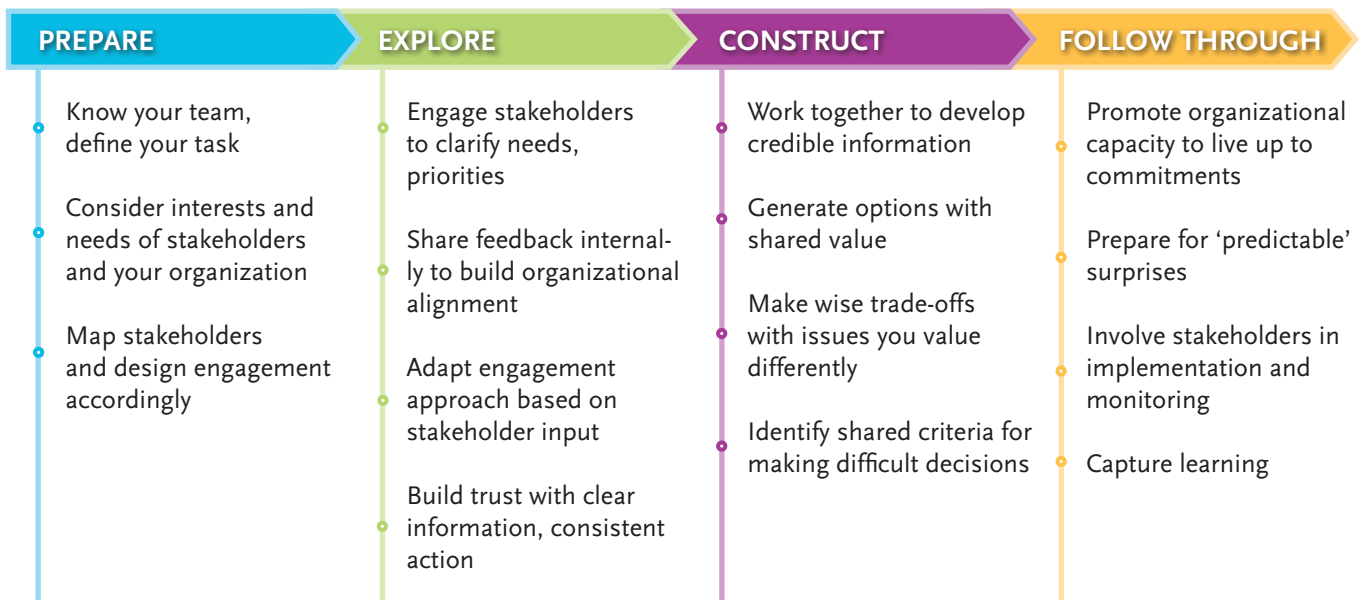 PREPARE
Know your team,
define your task
Consider interests and
needs of stakeholders
and your organization
Map stakeholders
and design engagement
accordingly
EXPLORE
Engage stakeholders
to clarify needs,
priorities
Share feedback internal-
ly to build organizational
alignment
Adapt engagement
approach based on
stakeholder input
Build trust with clear
information, consistent
action
CONSTRUCT
Work together to develop
credible information
Generate options with
shared value
Make wise trade-offs
with issues you value
differently
Identify shared criteria for
making difficult decisions
FOLLOW THROUGH
Promote organizational
capacity to live up to
commitments
Prepare for ‘predictable’
surprises
Involve stakeholders in
implementation and
monitoring
Capture learning